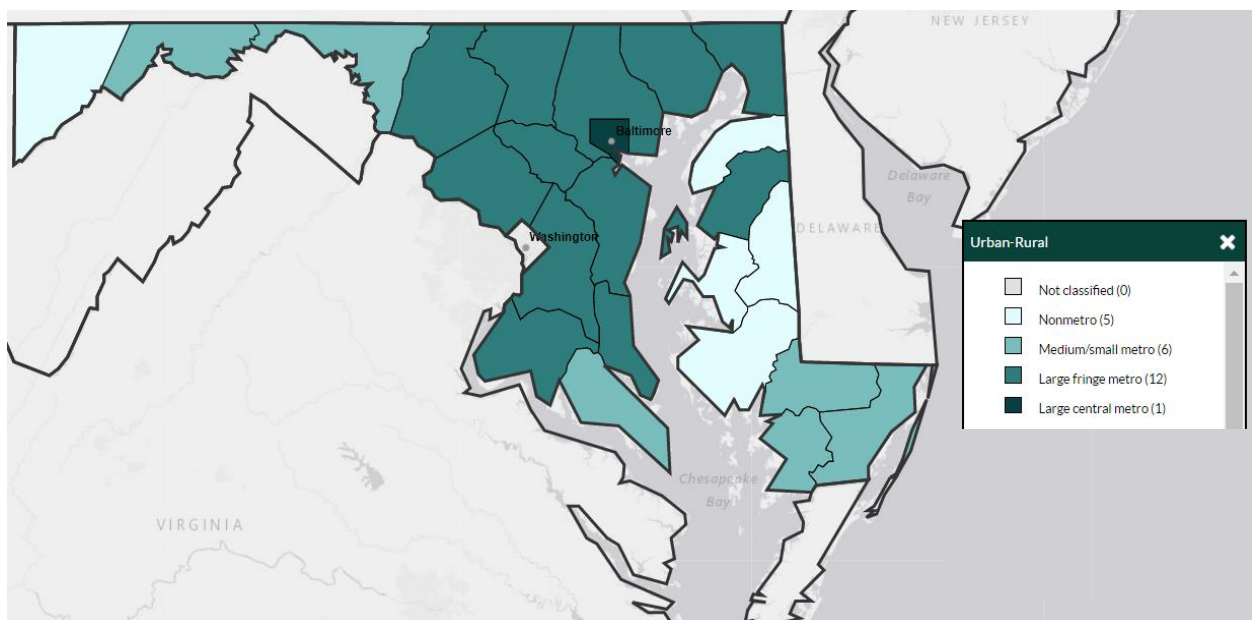 NEW JERSEY
Baltimore
Delaware
Bay
Washington
DELAWARE
Urban-Rural
Not classified (0)
Nonmetro (5)
Medium/small metro (6)
Large fringe metro (12)
Large central metro (1)
Chesapeake
Bay
VIRGINIA